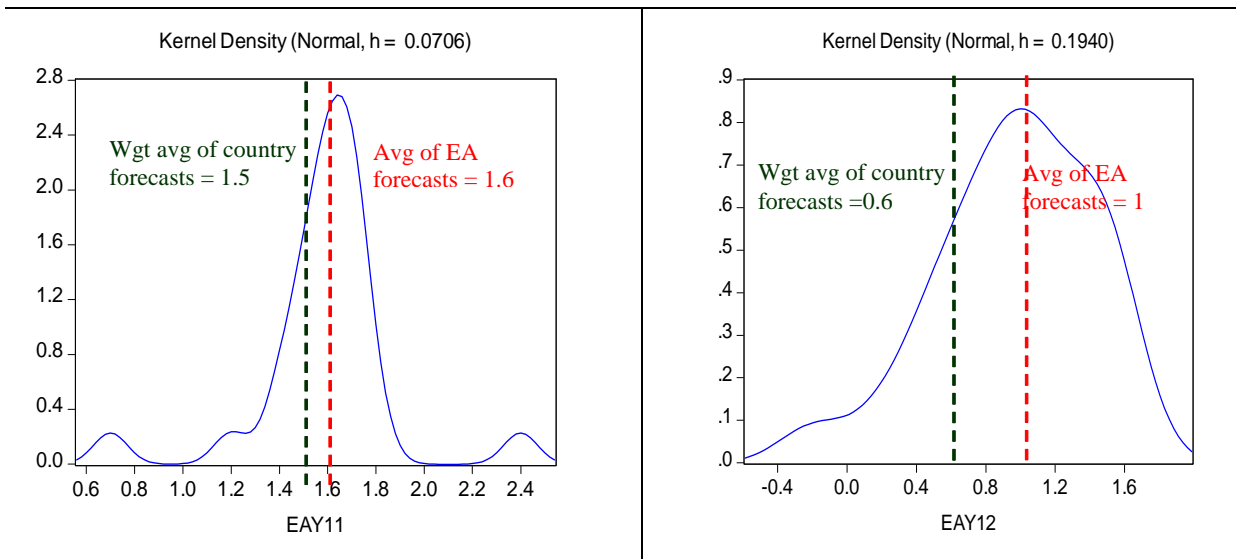 Kernel Density (Normal, h = 0.0706)
2.8
2.4
2.0
1.6
1.2
0.8
0.4
0.0
Wgt avg of country
forecasts = 1.5
Avg of EA
forecasts = 1.6
0.6 0.8 1.0 1.2 1.4 1.6 1.8 2.0 2.2 2.4
EAY11
Kernel Density (Normal, h = 0.1940)
.9
.8
.7
.6
.5
.4
.3
.2
.1
.0
Wgt avg of country
forecasts =0.6
Avg of EA
forecasts = 1
-0.4 0.0 0.4 0.8 1.2 1.6
EAY12